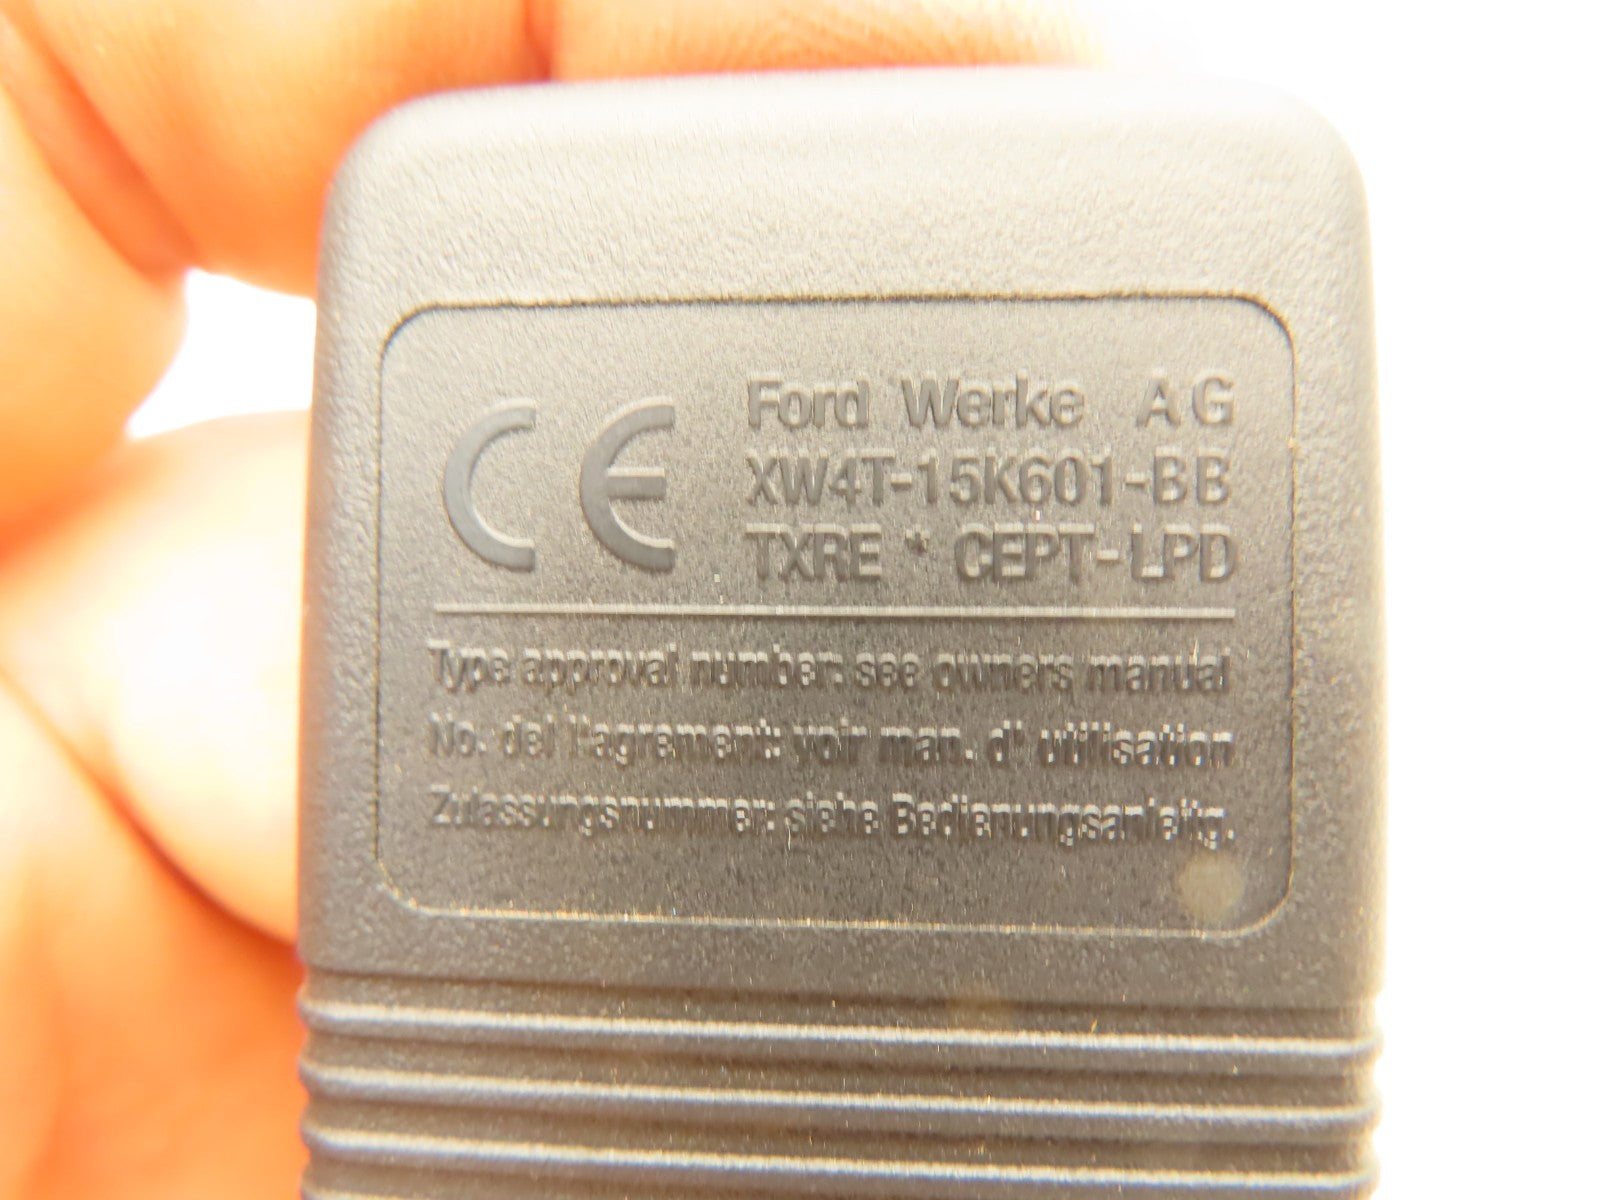 CE
Ford Werke AG
XW4T-15K601-BB
TXRE * CEPT-LPD
Type approval number: see owners manual
No. del l'agrement: voir man. d' utilisation
Zulassungsnummer: siehe Bedienungsanleitg.